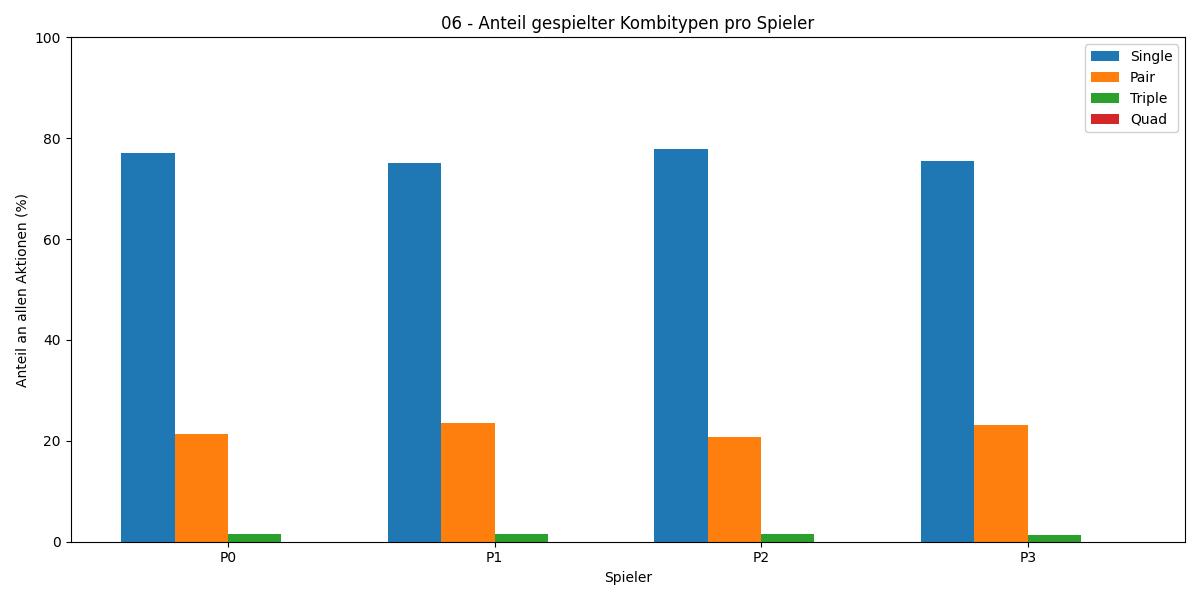 06 - Anteil gespielter Kombitypen pro Spieler
Anteil an allen Aktionen (%)
100
80
60
40
20
0
Single
Pair
Triple
Quad
P0
P1
P2
P3
Spieler